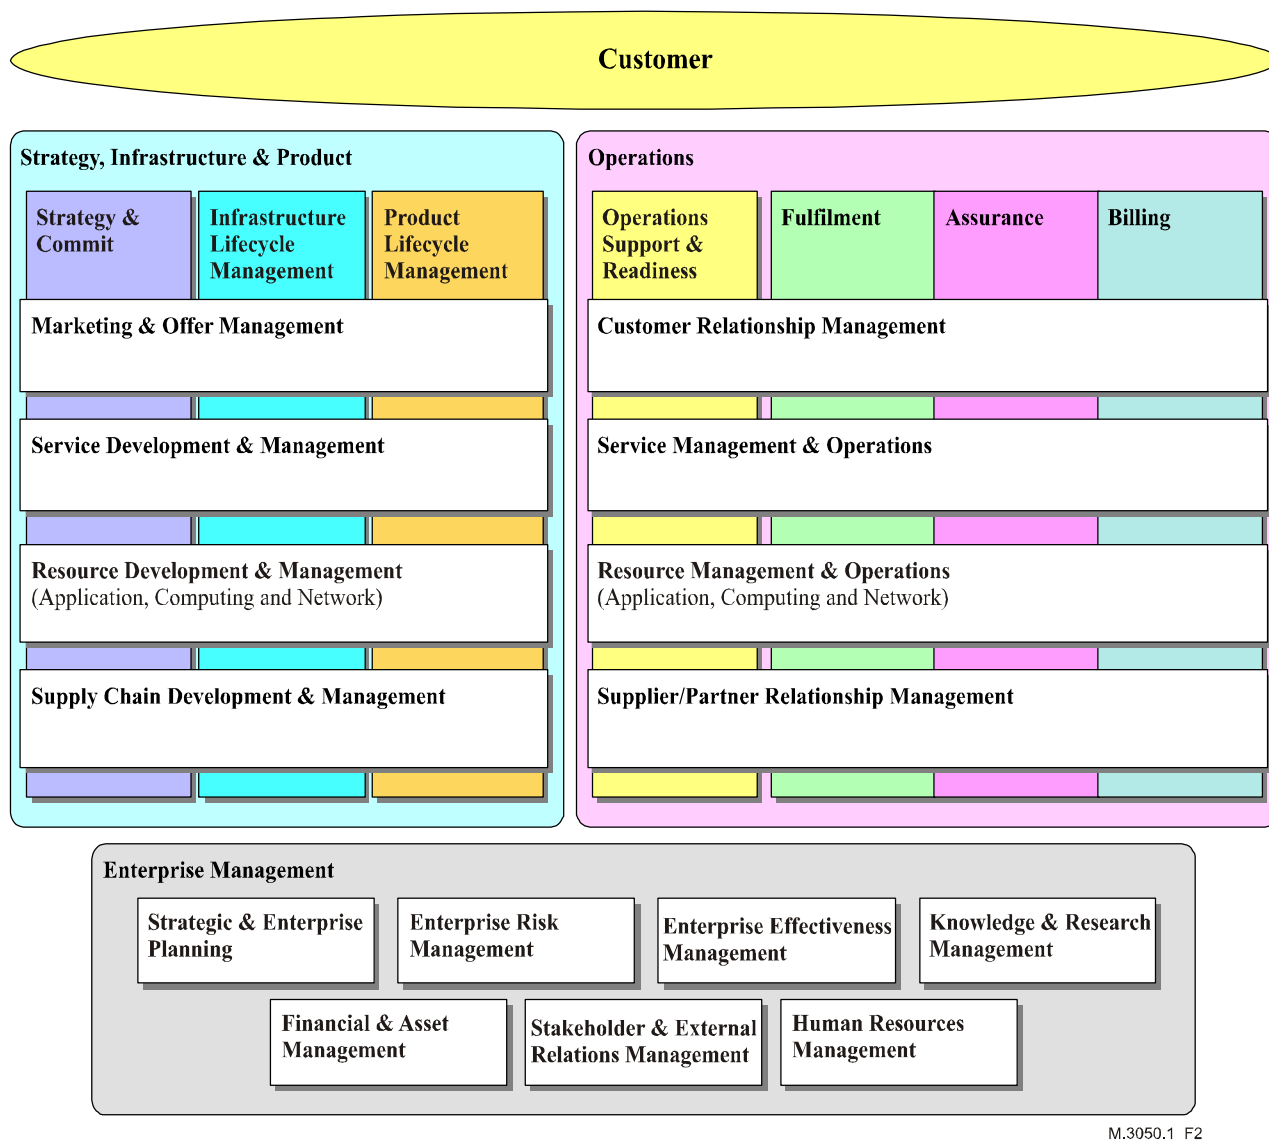 Customer
Strategy, Infrastructure & Product
Strategy &
Commit
Infrastructure
Lifecycle
Management
Product
Lifecycle
Management
Marketing & Offer Management
Service Development & Management
Resource Development & Management
(Application, Computing and Network)
Supply Chain Development & Management
Operations
Operations
Support &
Readiness
Fulfilment
Assurance
Billing
Customer Relationship Management
Service Management & Operations
Resource Management & Operations
(Application, Computing and Network)
Supplier/Partner Relationship Management
Enterprise Management
Strategic & Enterprise
Planning
Enterprise Risk
Management
Enterprise Effectiveness
Management
Knowledge & Research
Management
Financial & Asset
Management
Stakeholder & External
Relations Management
Human Resources
Management
M.3050.1_F2